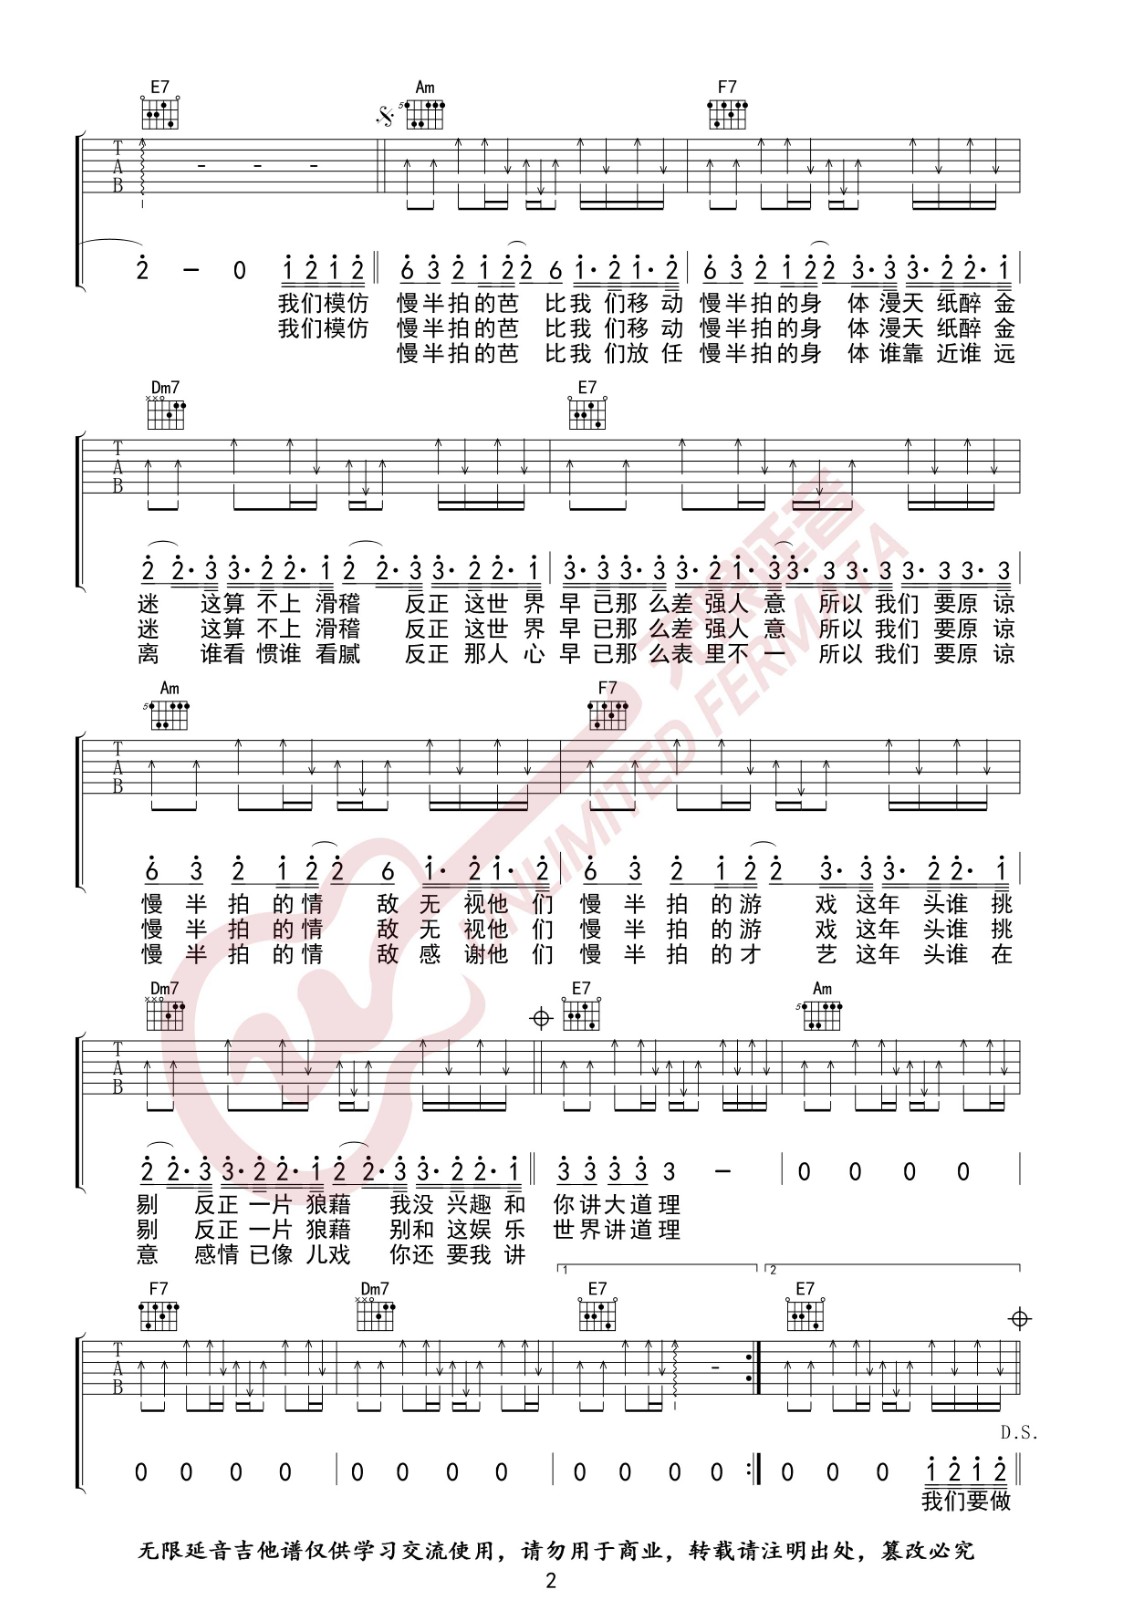 E7 Am F7
T
A
B
2 - 0 1 2 1 2 6 3 2 1 2 2 6 1· 2 1· 2 6 3 2 1 2 2 3· 3 3· 2 2· 1
我们模仿 慢半拍的芭 比我们移动 慢半拍的身 体漫天纸醉金
我们模仿 慢半拍的芭 比我们移动 慢半拍的身 体漫天纸醉金
慢半拍的芭 比我们放任 慢半拍的身 体谁靠近谁远
Dm7 E7
T
A
B
2 2· 3 3· 2 2· 1 2 2· 3 3· 2 2· 1 3· 3 3· 3 3· 2 1· 3 3· 3 3 3 3· 3 3· 3
迷 这算不上滑稽 反正这世界 早已那么差强人意 所以我们要原谅
迷 这算不上滑稽 反正这世界 早已那么差强人意 所以我们要原谅
离 谁看惯谁看腻 反正那人心 早已那么表里不一 所以我们要原谅
Am F7
T
A
B
6 3 2 1 2 2 6 1· 2 1· 2 6 3 2 1 2 2 3· 3 3· 2 2· 1
慢半拍的情 敌无视他们 慢半拍的游 戏这年头谁挑
慢半拍的情 敌无视他们 慢半拍的游 戏这年头谁挑
慢半拍的情 敌感谢他们 慢半拍的才 艺这年头谁在
Dm7 E7 Am
T
A
B
2 2· 3 3· 2 2· 1 2 2· 3 3· 2 2· 1 3 3 3 3 3 - 0 0 0 0
剔 反正一片狼藉 我没兴趣和 你讲大道理
剔 反正一片狼藉 别和这娱乐 世界讲道理
意 感情已像儿戏 你还要我讲
1 2
F7 Dm7 E7 E7
T
A
B
D.S.
0 0 0 0 0 0 0 0 0 0 0 0 0 0 0 1 2 1 2
我们要做
无限延音
UNLIMITED FERMATA
无限延音吉他谱仅供学习交流使用，请勿用于商业，转载请注明出处，篡改必究
2